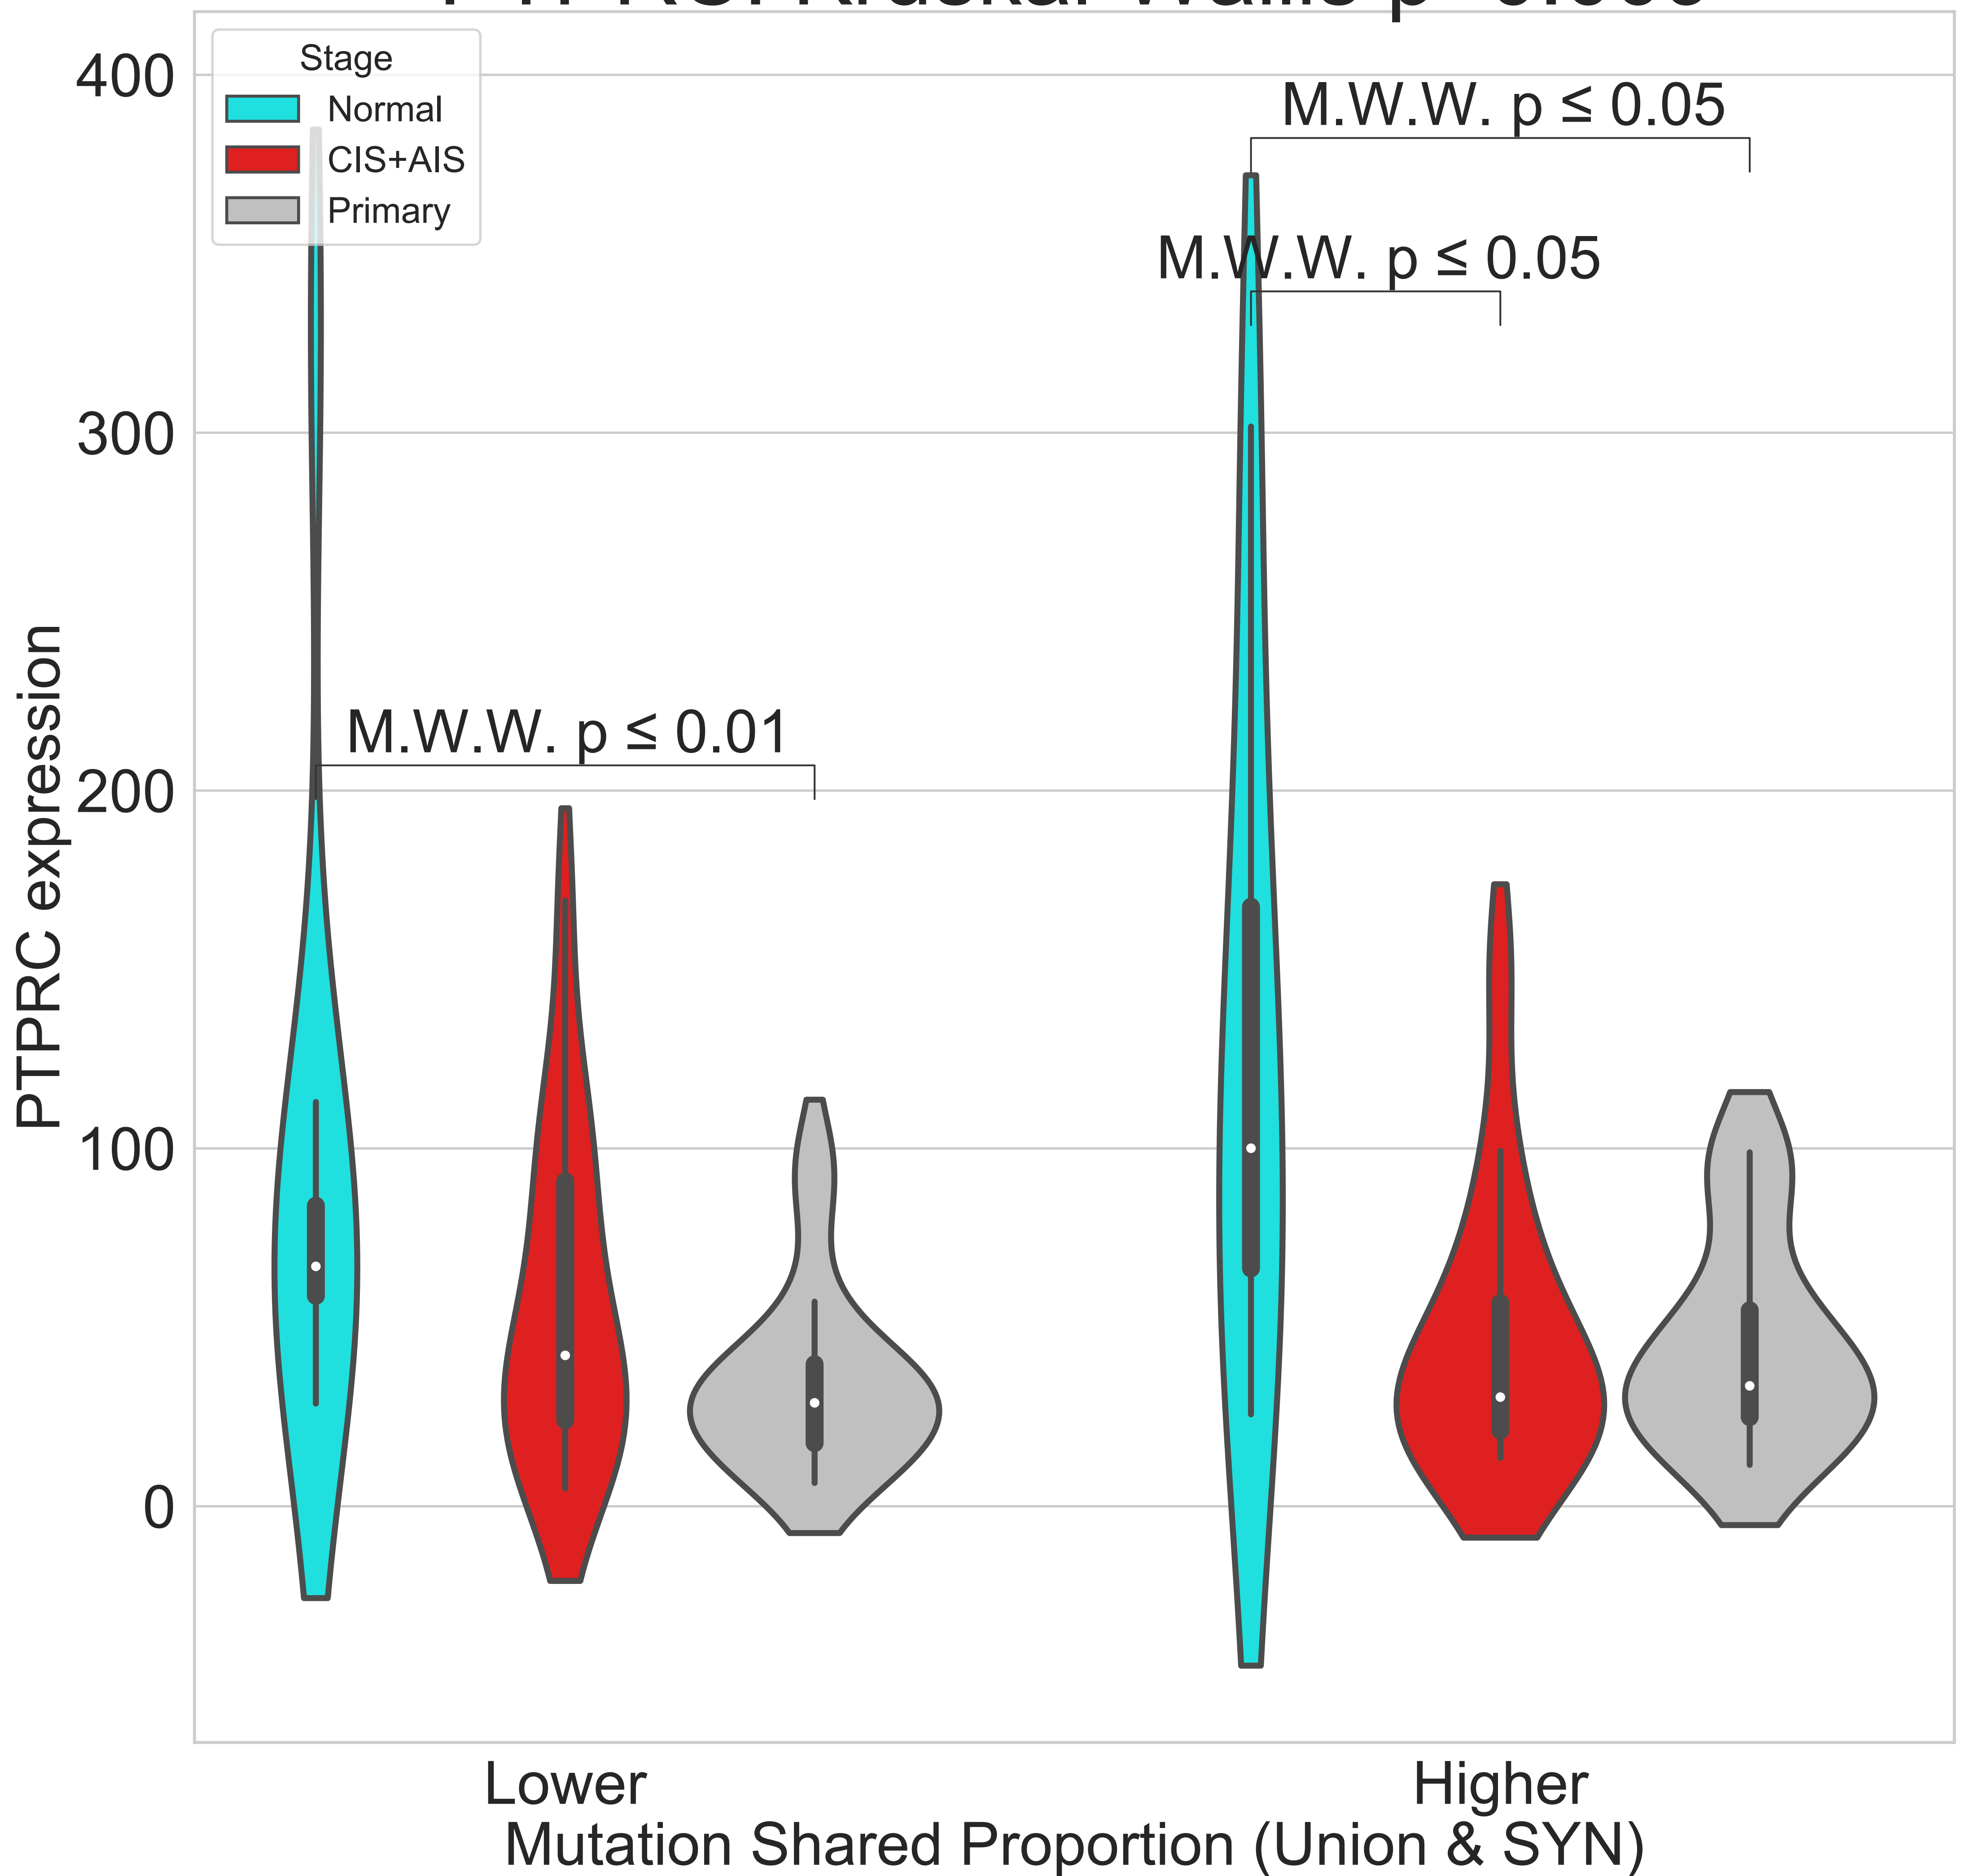 Stage
Normal
CIS+AIS
Primary
400
300
200
100
0
PTPRC expression
M.W.W. p ≤ 0.05
M.W.W. p ≤ 0.05
M.W.W. p ≤ 0.01
Lower
Higher
Mutation Shared Proportion (Union & SYN)